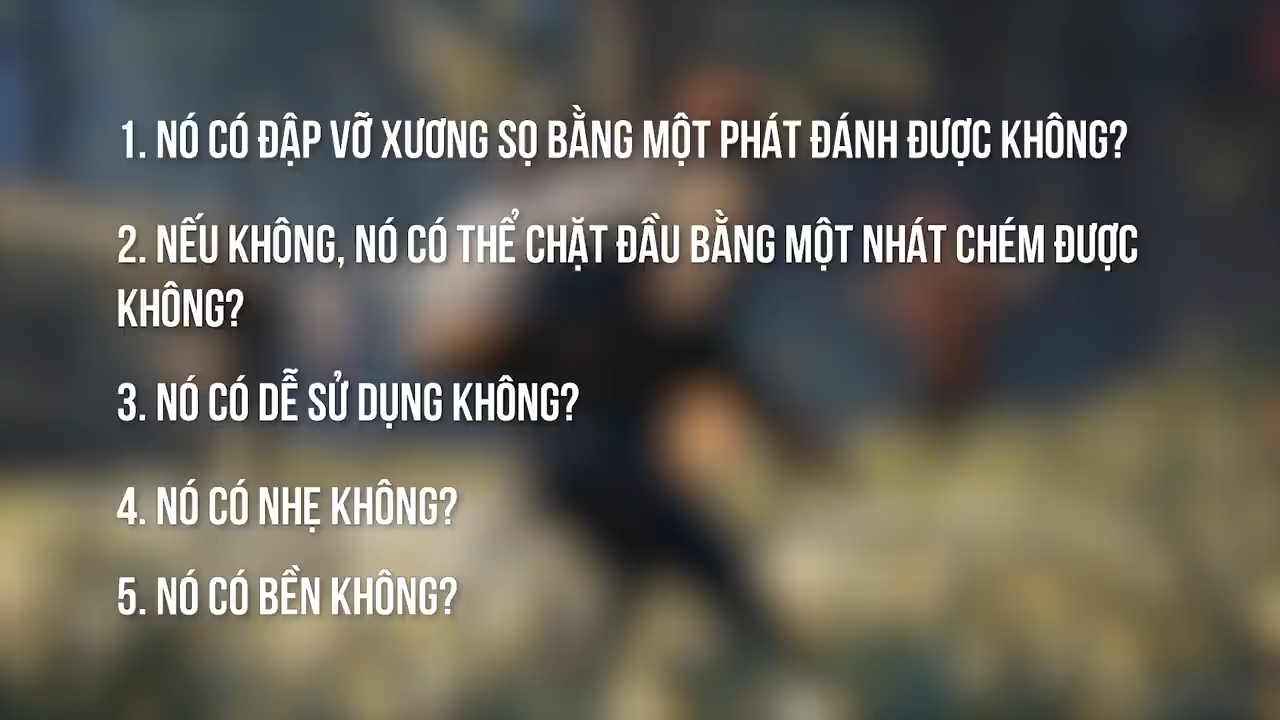 1. NÓ CÓ ĐẬP VỠ XƯƠNG SỌ BẰNG MỘT PHÁT ĐÁNH ĐƯỢC KHÔNG?
2. NẾU KHÔNG, NÓ CÓ THỂ CHẶT ĐẦU BẰNG MỘT NHÁT CHÉM ĐƯỢC
KHÔNG?
3. NÓ CÓ DỄ SỬ DỤNG KHÔNG?
4. NÓ CÓ NHẸ KHÔNG?
5. NÓ CÓ BỀN KHÔNG?